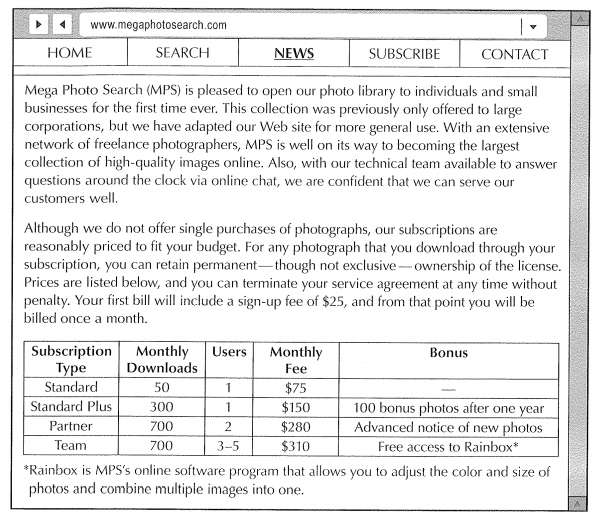 www.megaphotosearch.com
HOME SEARCH NEWS SUBSCRIBE CONTACT
Mega Photo Search (MPS) is pleased to open our photo library to individuals and small
businesses for the first time ever. This collection was previously only offered to large
corporations, but we have adapted our Web site for more general use. With an extensive
network of freelance photographers, MPS is well on its way to becoming the largest
collection of high-quality images online. Also, with our technical team available to answer
questions around the clock via online chat, we are confident that we can serve our
customers well.
Although we do not offer single purchases of photographs, our subscriptions are
reasonably priced to fit your budget. For any photograph that you download through your
subscription, you can retain permanent—though not exclusive—ownership of the license.
Prices are listed below, and you can terminate your service agreement at any time without
penalty. Your first bill will include a sign-up fee of $25, and from that point you will be
billed once a month.
Subscription Monthly Users Monthly Bonus
Type Downloads Fee
Standard 50 1 $75 —
Standard Plus 300 1 $150 100 bonus photos after one year
Partner 700 2 $280 Advanced notice of new photos
Team 700 3–5 $310 Free access to Rainbox*
*Rainbox is MPS's online software program that allows you to adjust the color and size of
photos and combine multiple images into one.